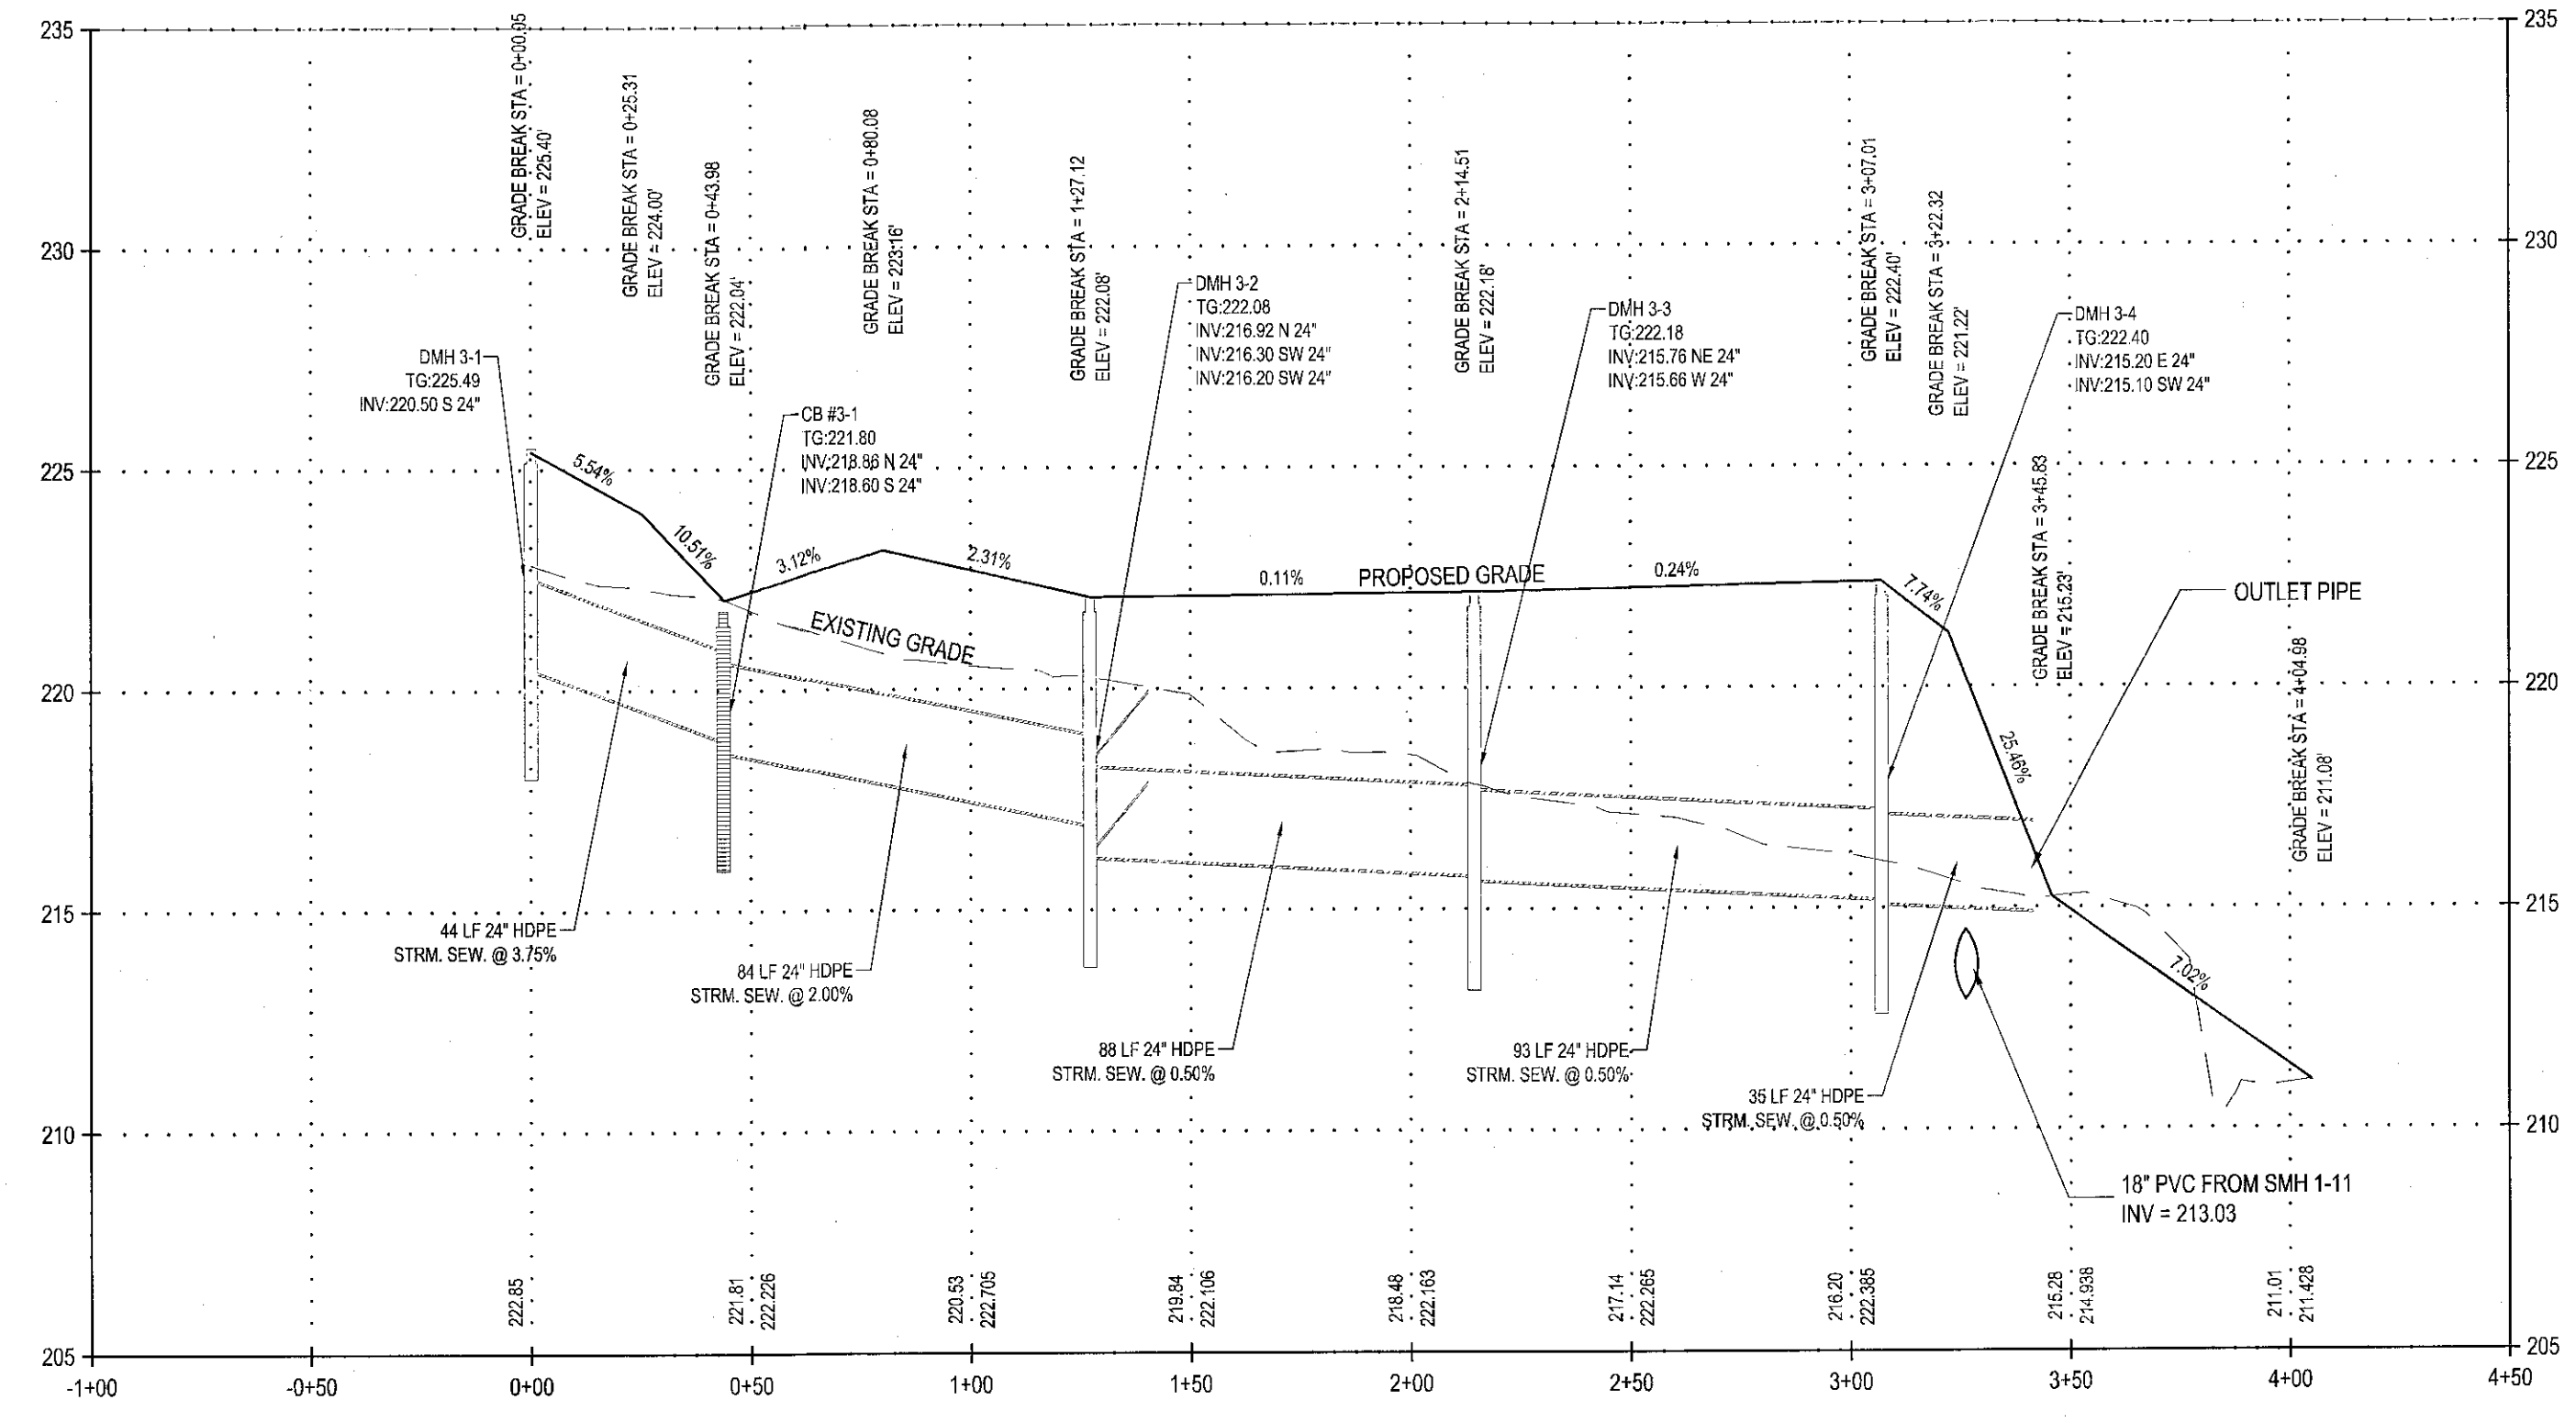 235
235
230
230
225
225
220
220
215
215
210
210
205
205
GRADE BREAK STA = 0+00.05
ELEV = 225.40'
GRADE BREAK STA = 0+25.31
ELEV = 224.00'
GRADE BREAK STA = 0+43.98
ELEV = 222.04'
GRADE BREAK STA = 0+80.08
ELEV = 223.16'
GRADE BREAK STA = 1+27.12
ELEV = 222.08'
GRADE BREAK STA = 2+14.51
ELEV = 222.18'
GRADE BREAK STA = 3+07.01
ELEV = 222.40'
GRADE BREAK STA = 3+22.32
ELEV = 221.22'
GRADE BREAK STA = 3+45.83
ELEV = 215.23'
GRADE BREAK STA = 4+04.98
ELEV = 211.08'
DMH 3-1
TG:225.49
INV:220.50 S 24"
CB #3-1
TG:221.80
INV:218.86 N 24"
INV:218.60 S 24"
DMH 3-2
TG:222.08
INV:216.92 N 24"
INV:216.30 SW 24"
INV:216.20 SW 24"
DMH 3-3
TG:222.18
INV:215.76 NE 24"
INV:215.66 W 24"
DMH 3-4
TG:222.40
INV:215.20 E 24"
INV:215.10 SW 24"
5.54%
10.51%
3.12%
2.31%
0.11%
PROPOSED GRADE
0.24%
7.74%
25.46%
7.02%
EXISTING GRADE
OUTLET PIPE
44 LF 24" HDPE
STRM. SEW. @ 3.75%
84 LF 24" HDPE
STRM. SEW. @ 2.00%
88 LF 24" HDPE
STRM. SEW. @ 0.50%
93 LF 24" HDPE
STRM. SEW. @ 0.50%
35 LF 24" HDPE
STRM. SEW. @ 0.50%
18" PVC FROM SMH 1-11
INV = 213.03
222.85
221.81
222.226
220.53
222.705
219.84
222.106
218.48
222.163
217.14
222.265
216.20
222.385
215.28
214.938
211.01
211.428
-1+00
-0+50
0+00
0+50
1+00
1+50
2+00
2+50
3+00
3+50
4+00
4+50